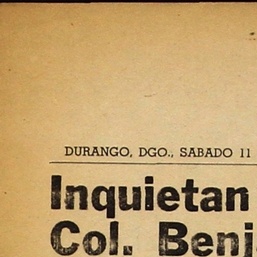 DURANGO, DGO., SABADO 11
Inquietan
Col. Benj